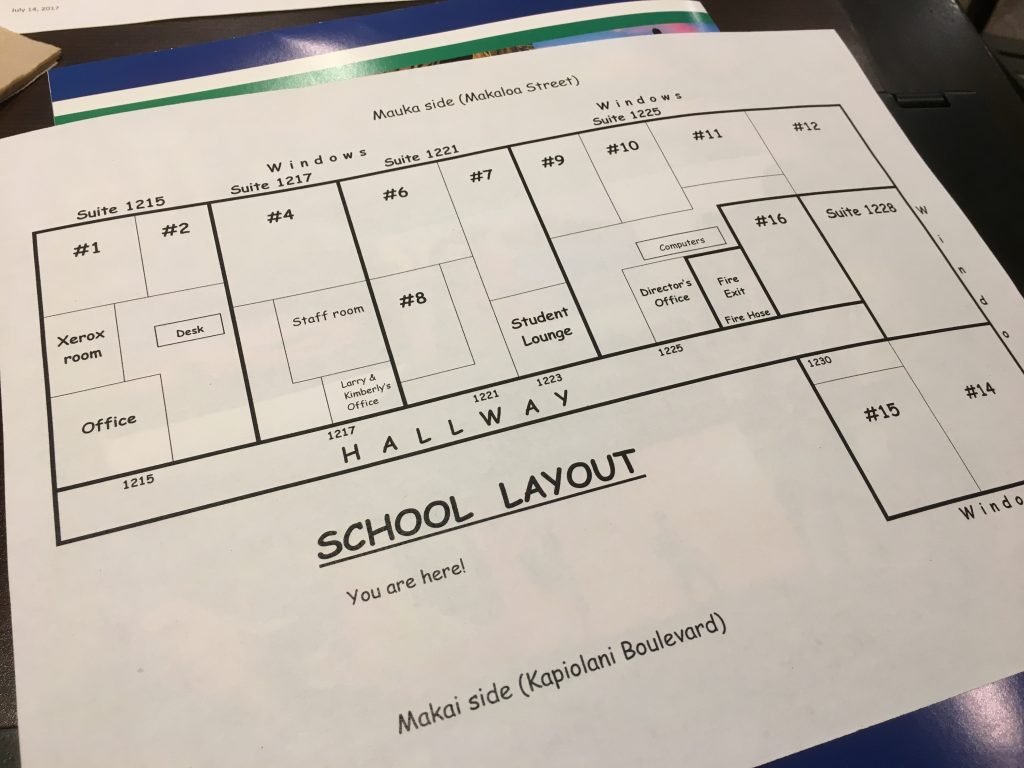 July 14, 2017
Mauka side (Makaloa Street)
Windows
Suite 1225
Windows
Suite 1221
Suite 1217
Suite 1215
#1
#2
#4
#6
#7
#9
#10
#11
#12
Xerox
room
Desk
Staff room
#8
Student
Lounge
Computers
Director's
Office
Fire
Exit
Fire Hose
#16
Suite 1228
Office
Larry &
Kimberly's
Office
1215
1217
1221
1223
1225
1230
HALLWAY
#15
#14
Windo
Windo
SCHOOL LAYOUT
You are here!
Makai side (Kapiolani Boulevard)